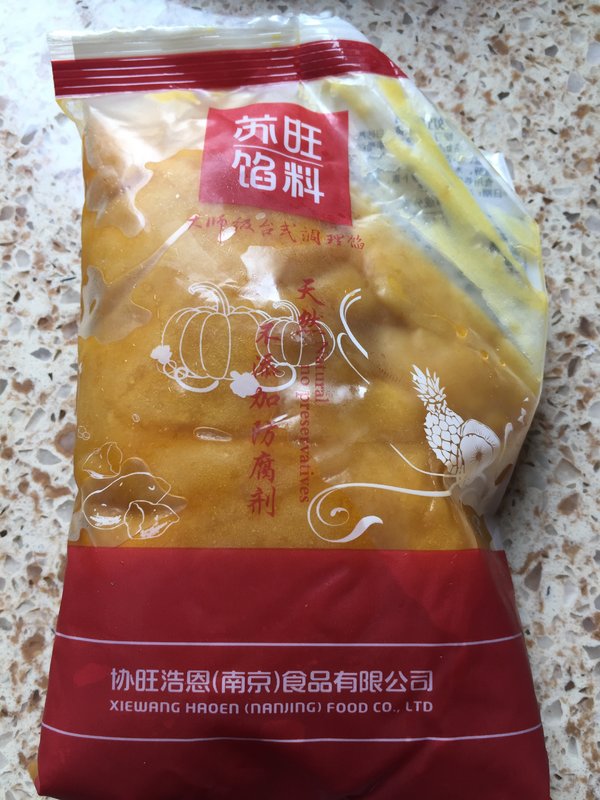 苏旺
馅料
大师级台式调理馅
天然 natural
不添加防腐剂
no preservatives
协旺浩恩(南京)食品有限公司
XIEWANG HAOEN (NANJING) FOOD CO., LTD